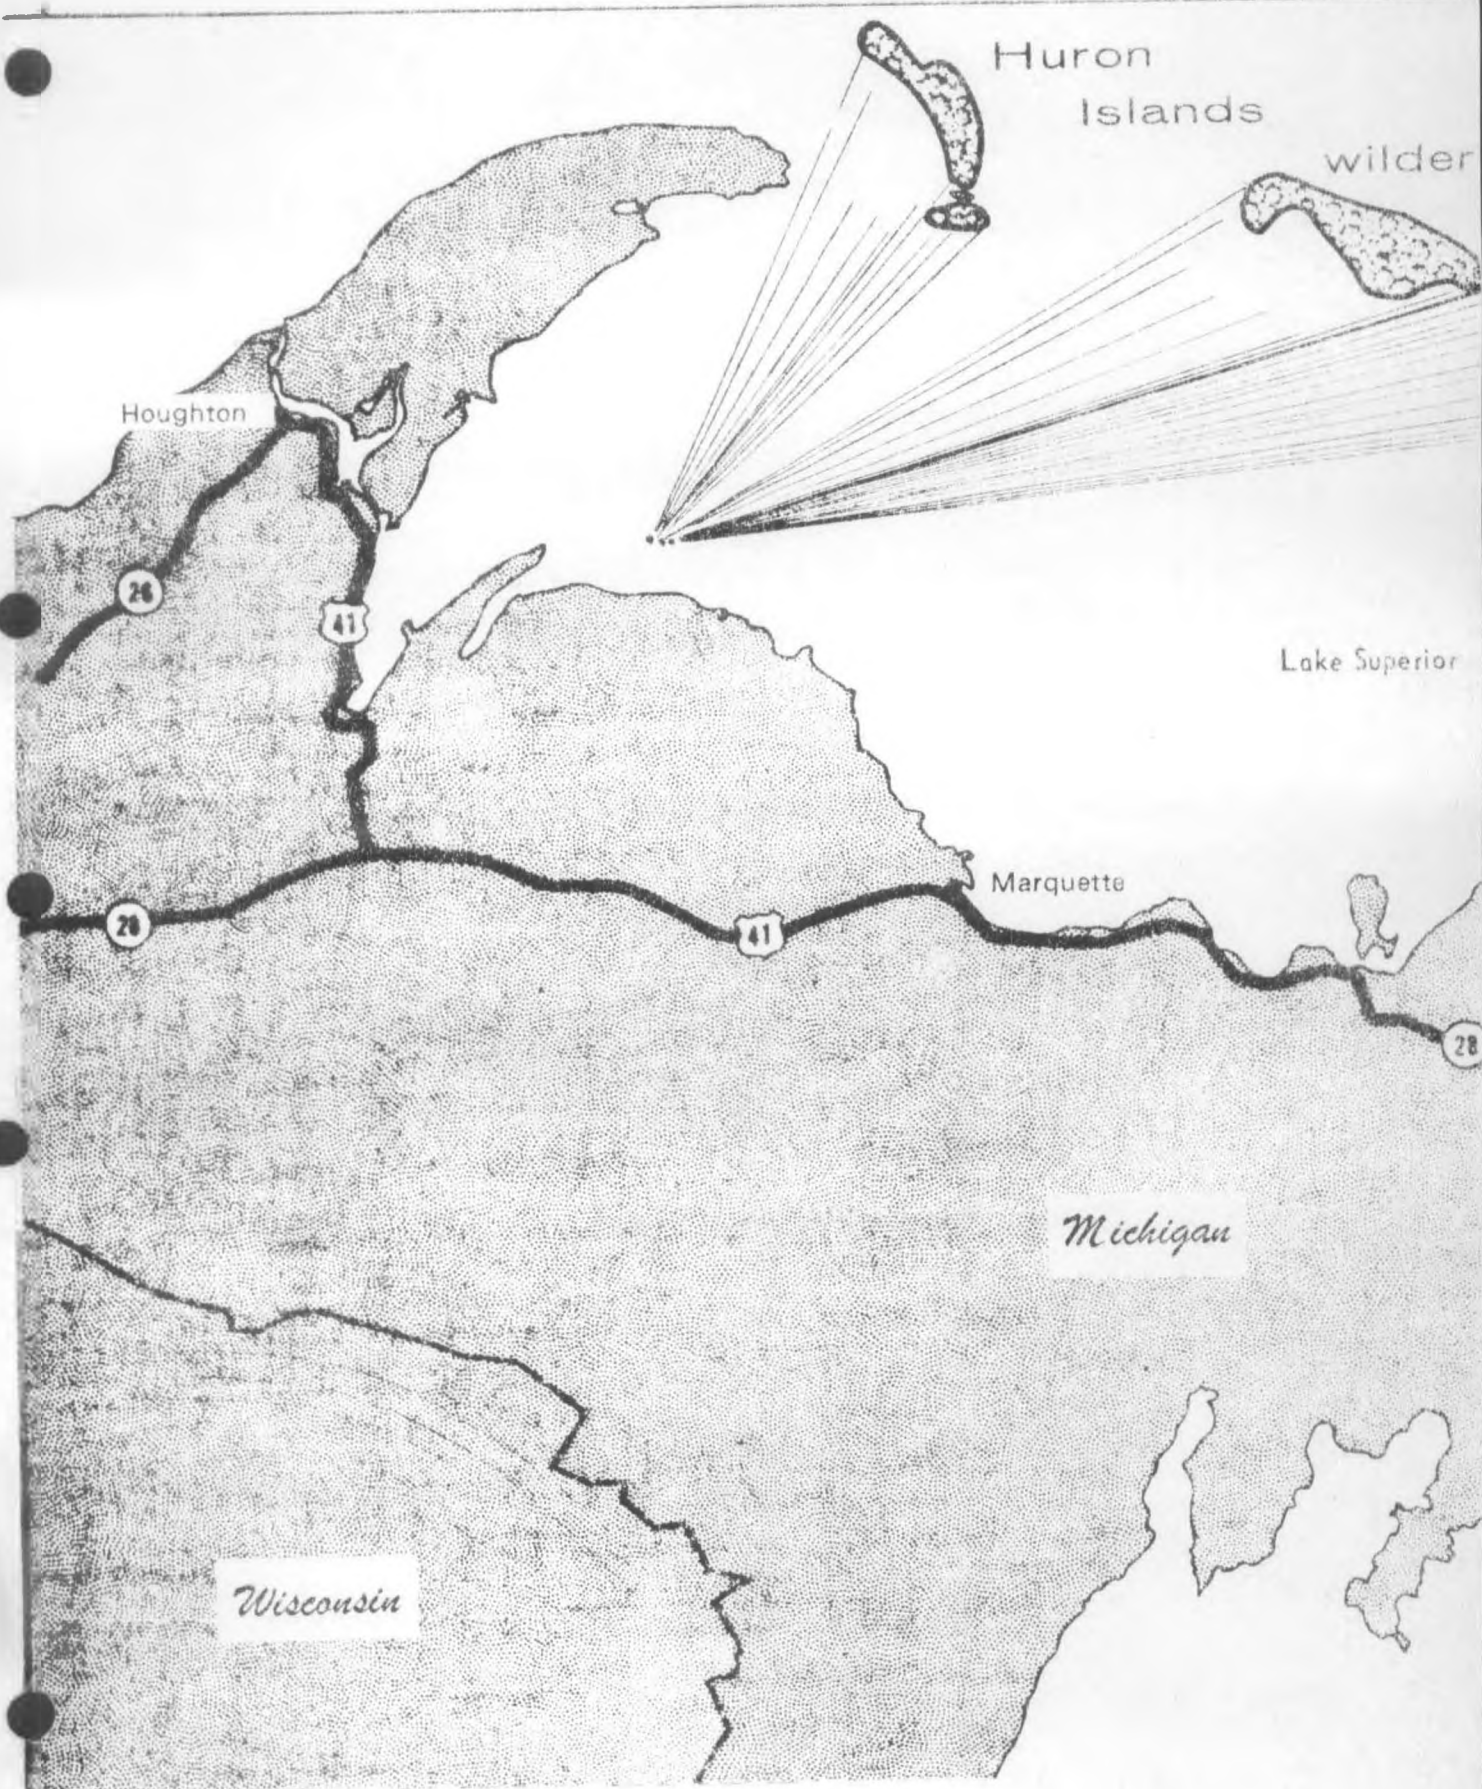 Huron
Islands
wilder
Houghton
26
41
Lake Superior
Marquette
28
41
28
Michigan
Wisconsin